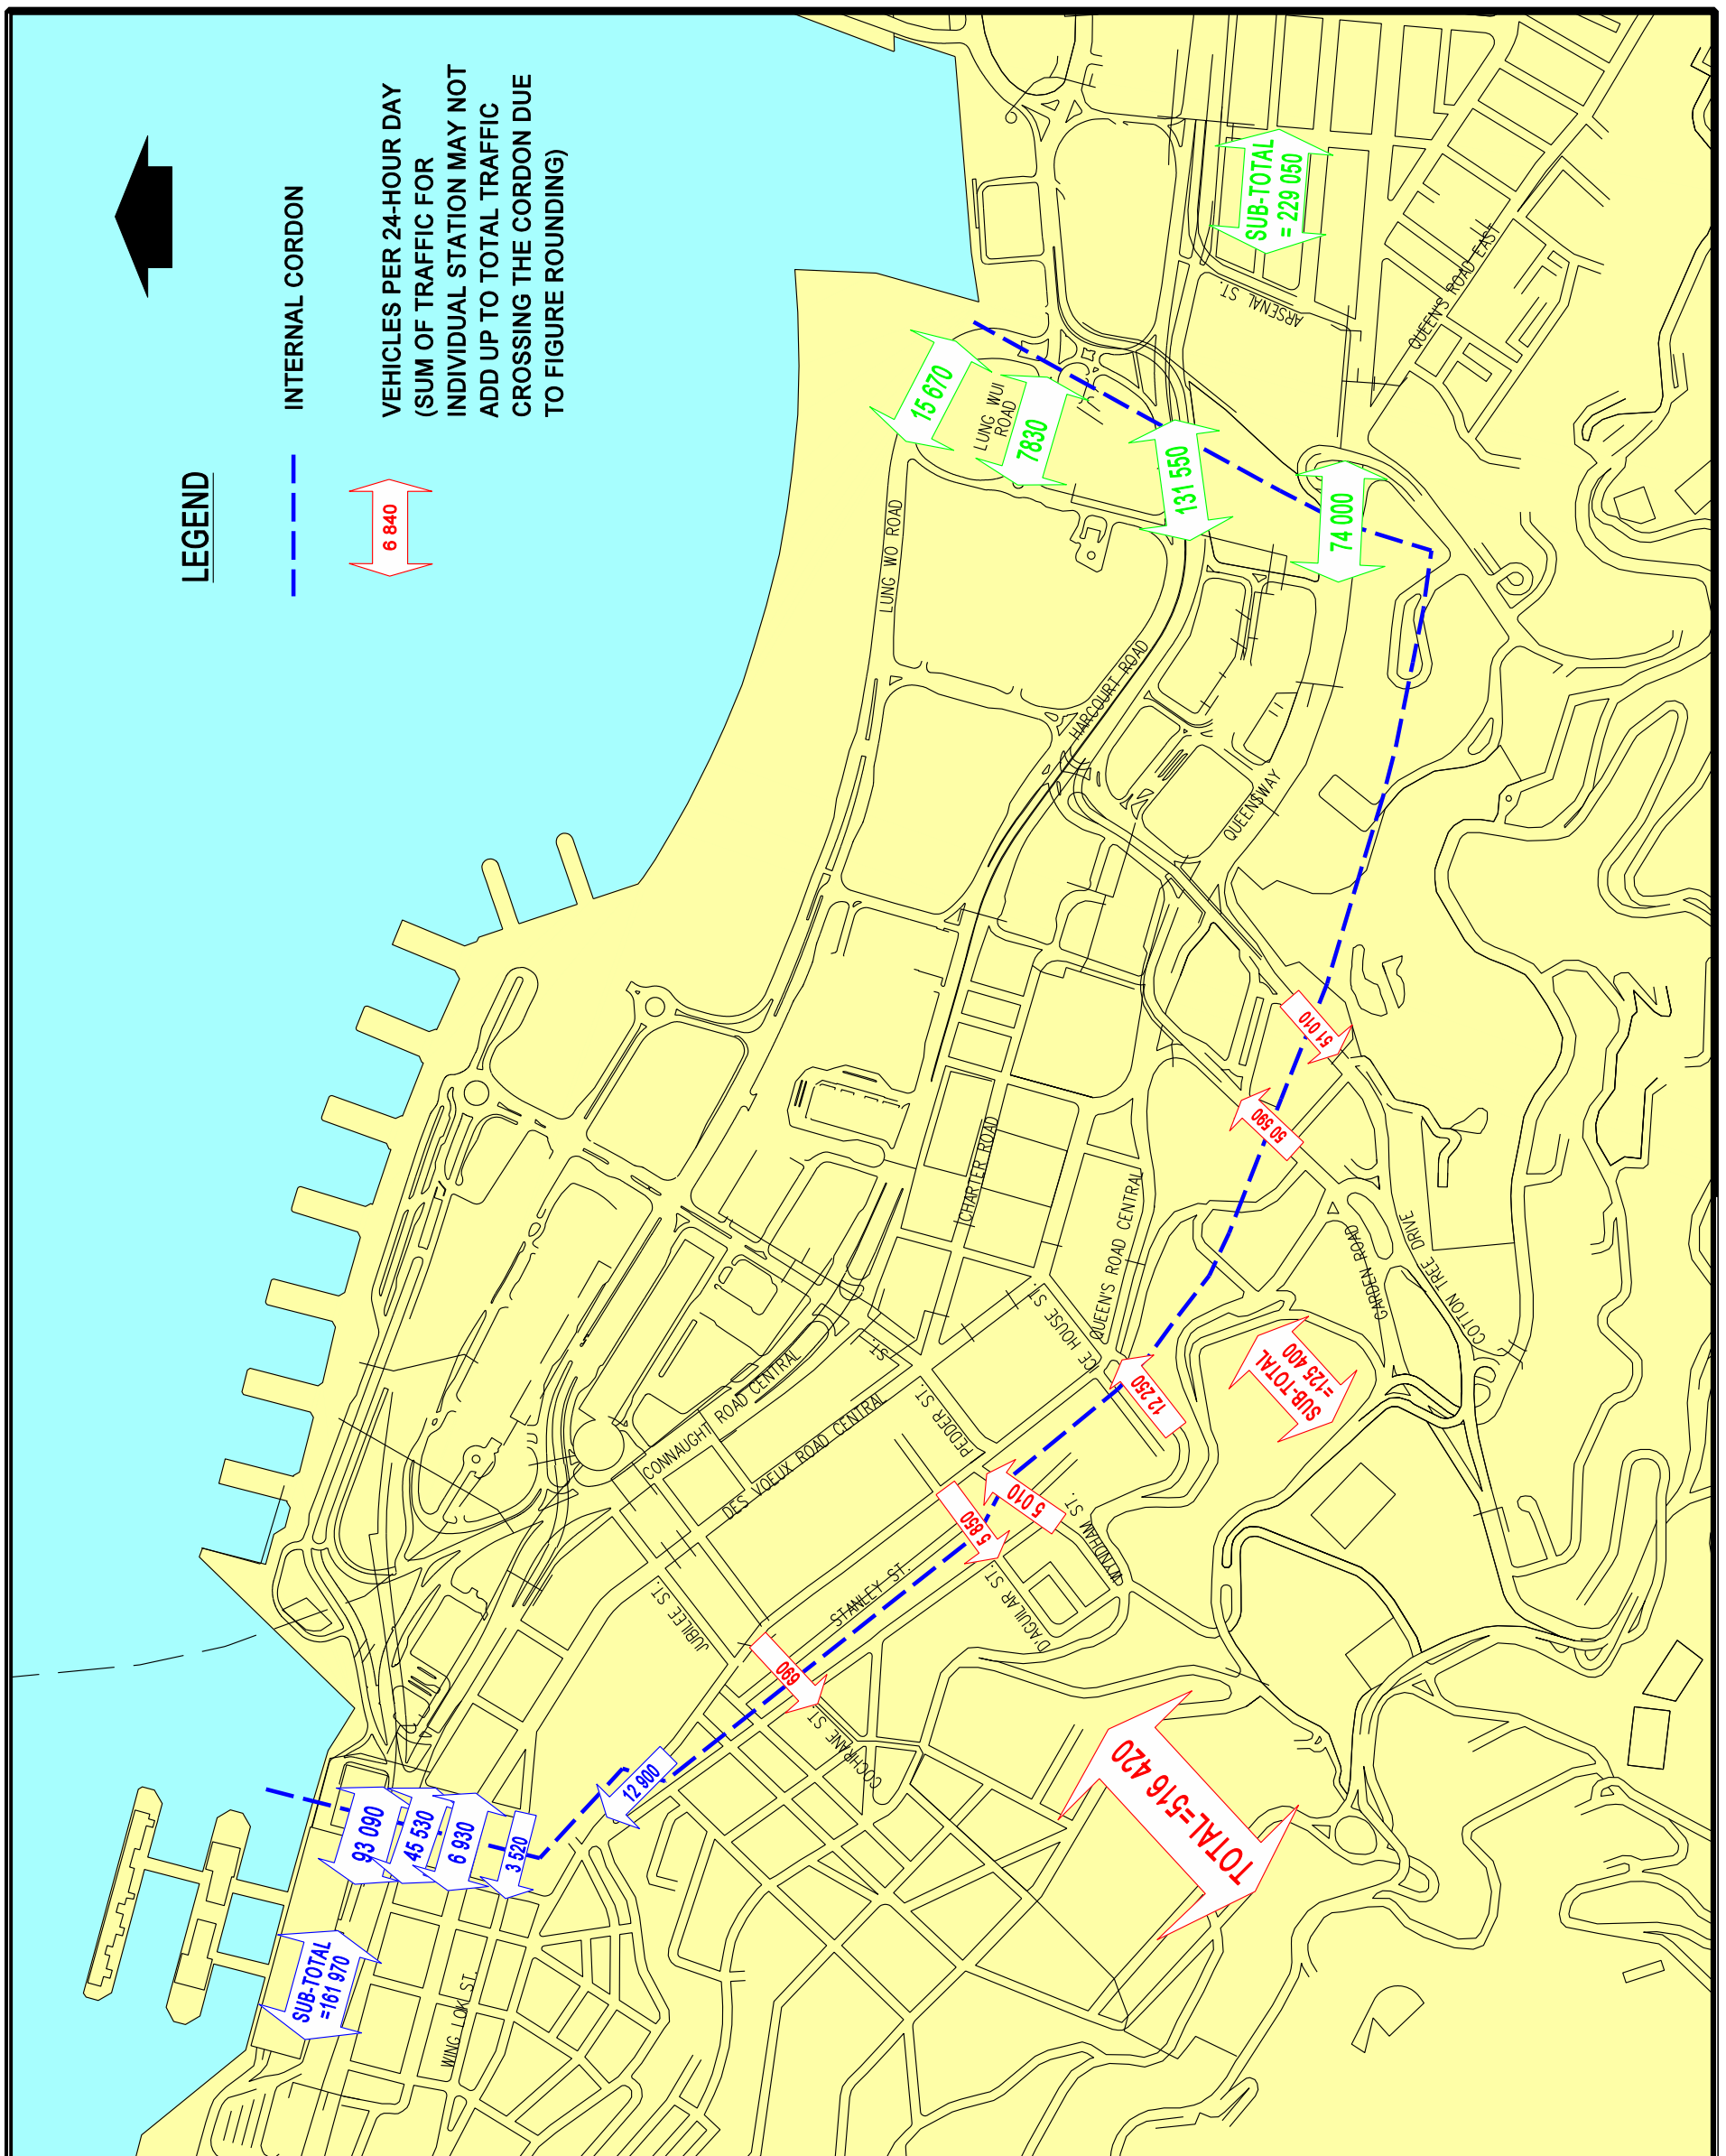 LEGEND
INTERNAL CORDON
6 840
VEHICLES PER 24-HOUR DAY
(SUM OF TRAFFIC FOR
INDIVIDUAL STATION MAY NOT
ADD UP TO TOTAL TRAFFIC
CROSSING THE CORDON DUE
TO FIGURE ROUNDING)
SUB-TOTAL
=161 970
93 090
45 530
6 930
3 520
12 900
WING LOK ST.
690
COCHRANE ST.
JUBILEE ST.
STANLEY ST.
D'AGUILAR ST.
5 850
5 010
WYNDHAM ST.
CONNAUGHT ROAD CENTRAL
DES VOEUX ROAD CENTRAL
PEDDER ST.
ST.
ICE HOUSE ST.
QUEEN'S ROAD CENTRAL
CHARTER ROAD
12 250
SUB-TOTAL
=125 400
TOTAL=516 420
GARDEN ROAD
COTTON TREE DRIVE
50 590
51 010
QUEENSWAY
HARCOURT ROAD
LUNG WO ROAD
LUNG WUI
ROAD
15 670
7830
131 550
74 000
ARSENAL ST.
QUEEN'S ROAD EAST
SUB-TOTAL
= 229 050